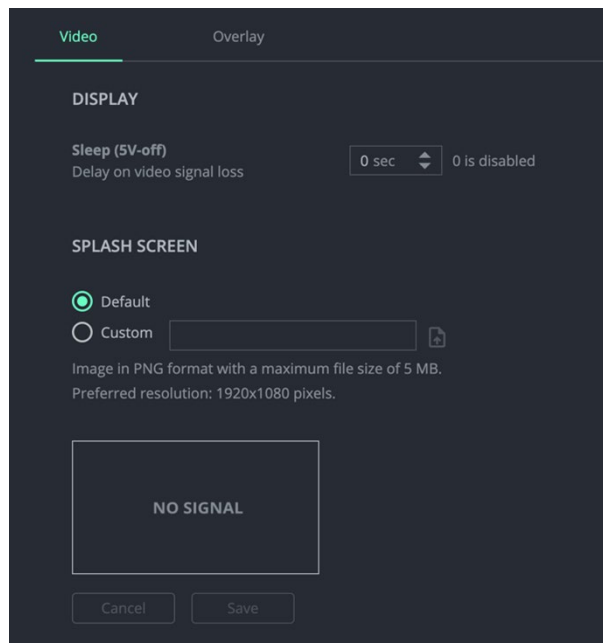 Video Overlay
DISPLAY
Sleep (5V-off)
Delay on video signal loss
0 sec 0 is disabled
SPLASH SCREEN
Default
Custom
Image in PNG format with a maximum file size of 5 MB.
Preferred resolution: 1920x1080 pixels.
NO SIGNAL
Cancel Save